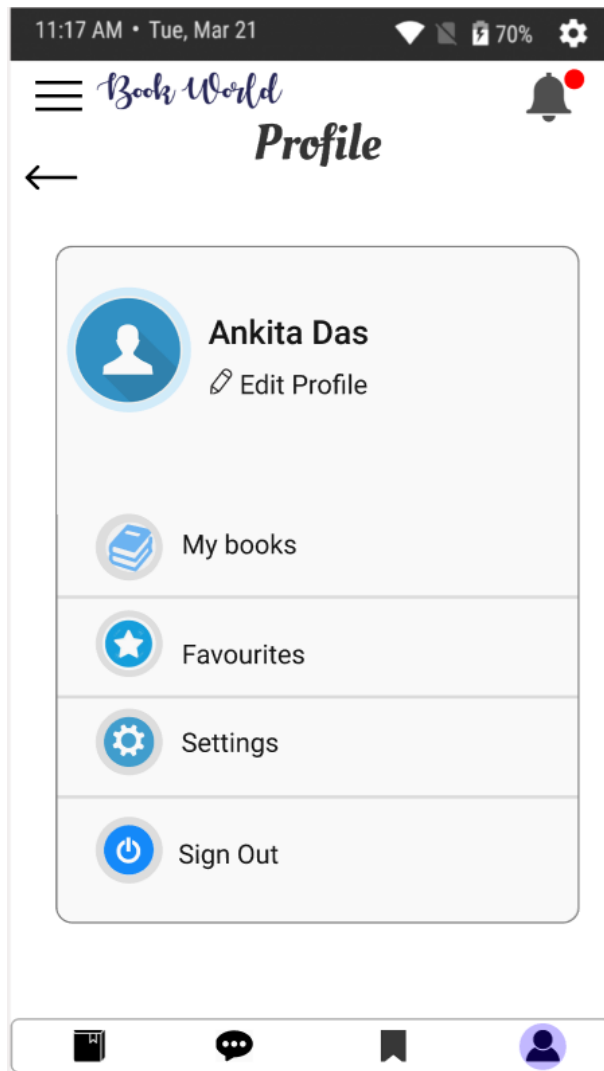 11:17 AM • Tue, Mar 21 70%
Book World
Profile
Ankita Das
Edit Profile
My books
Favourites
Settings
Sign Out